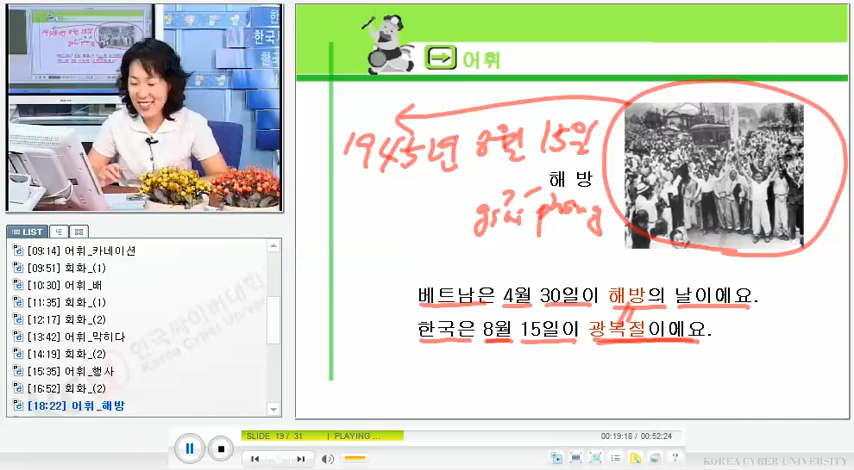 어휘
1945년 8월 15일
해 방
giải phóng
베트남은 4월 30일이 해방의 날이에요.
한국은 8월 15일이 광복절이에요.
LIST
[09:14] 어휘_카네이션
[09:51] 회화_(1)
[10:30] 어휘_배
[11:35] 회화_(1)
[12:17] 회화_(2)
[13:42] 어휘_막히다
[14:19] 회화_(2)
[15:35] 어휘_행사
[16:52] 회화_(2)
[18:22] 어휘_해방
SLIDE 19 / 31 | PLAYING ...
00:19:18 / 00:52:24
KOREA CYBER UNIVERSITY